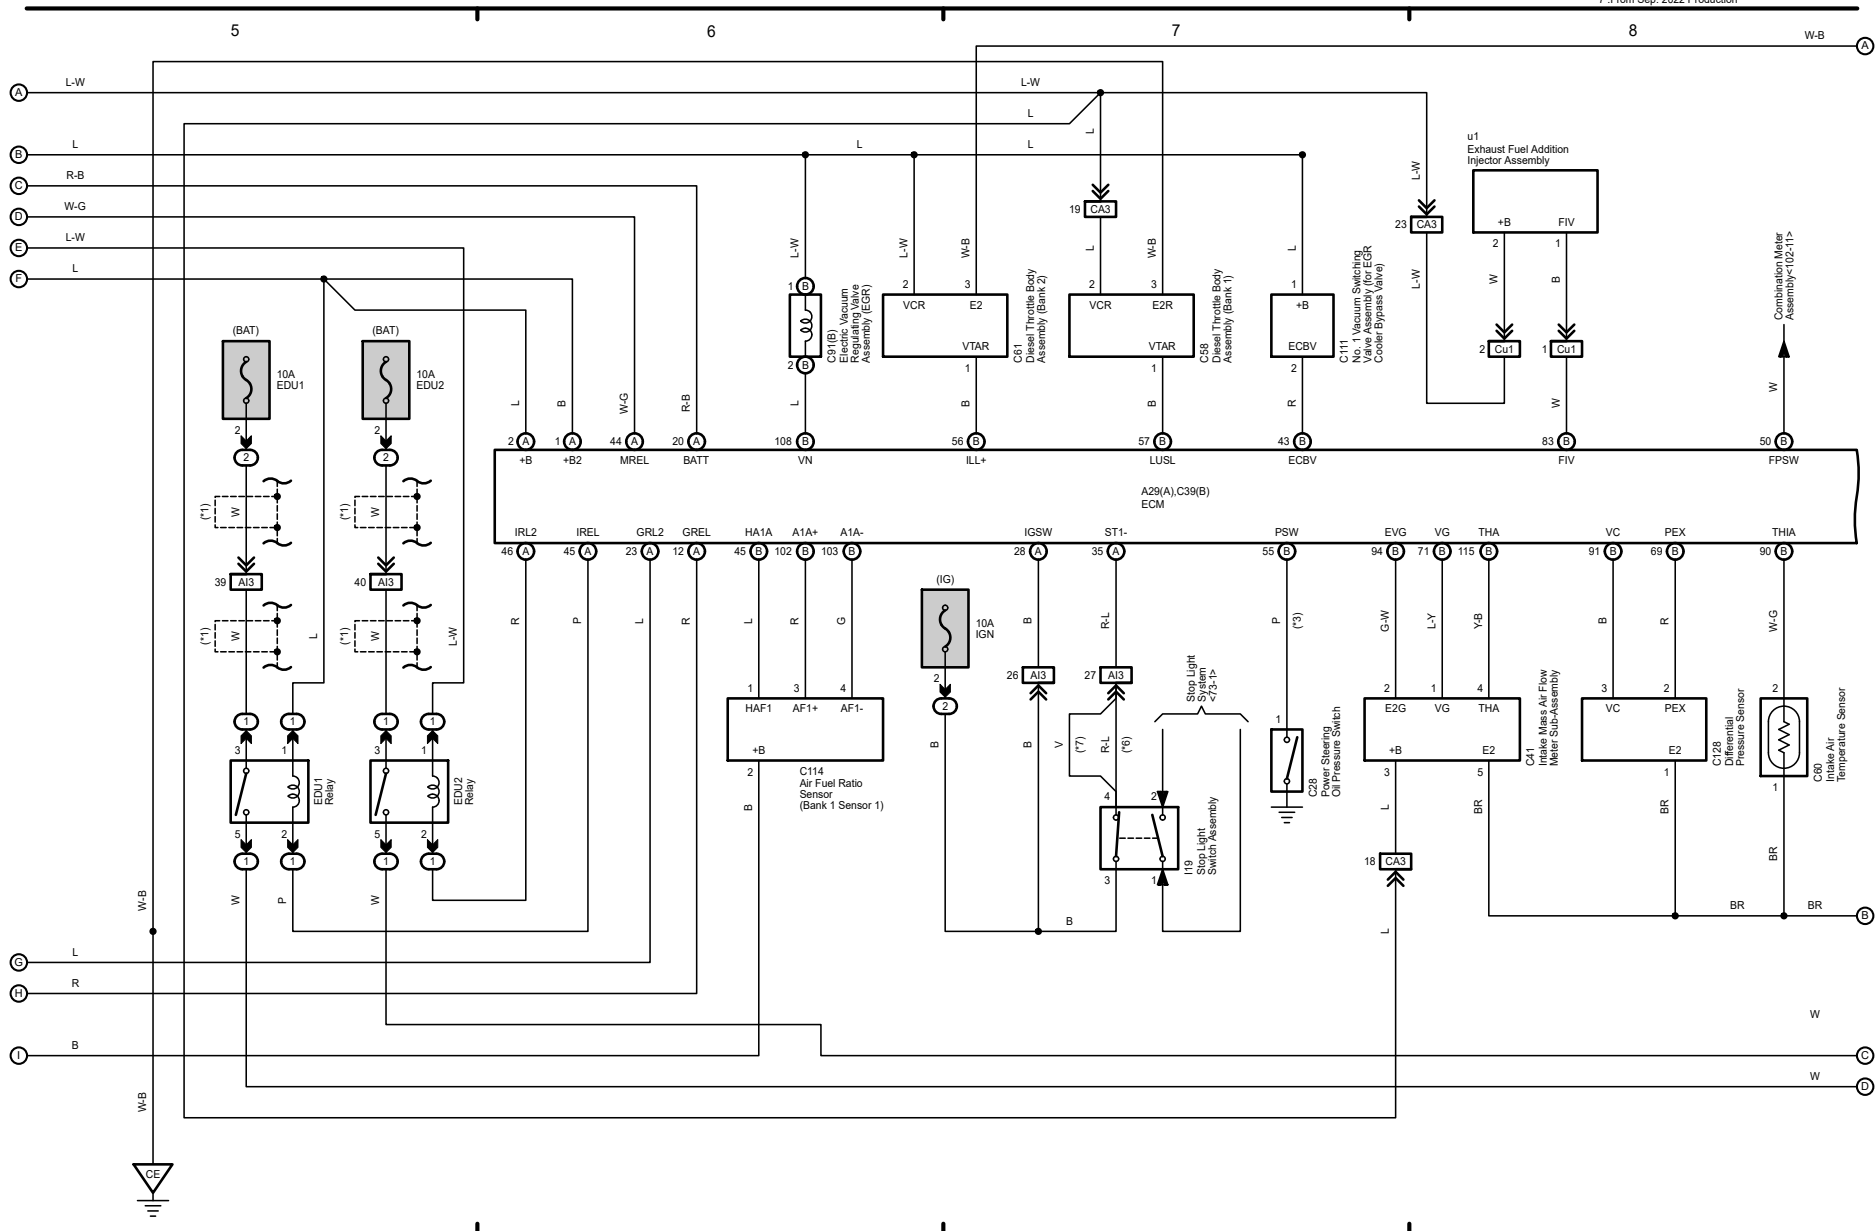 7 :From Sep. 2022 Production
5 6 7 8
W-B A
A L-W L-W
L
B L L L
C R-B
D W-G
E L-W
F L
L
19 CA3
L
L-W
23 CA3
L-W
u1
Exhaust Fuel Addition
Injector Assembly
+B FIV
2 1
W B
2 Cu1 1 Cu1
W
Combination Meter
Assembly<102-11>
W
(BAT) (BAT)
10A
EDU1
10A
EDU2
2 2
2 2
L-W
1 B
2 B
L
C91(B)
Electric Vacuum
Regulating Valve
Assembly (EGR)
L-W W-B
2 3
VCR E2
VTAR
1
B
C61
Diesel Throttle Body
Assembly (Bank 2)
W-B
2 3
VCR E2R
VTAR
1
B
C58
Diesel Throttle Body
Assembly (Bank 1)
L
1
+B
ECBV
2
R
C111
No. 1 Vacuum Switching
Valve Assembly (for EGR
Cooler Bypass Valve)
L B W-G R-B
2 A 1 A 44 A 20 A 108 B 56 B 57 B 43 B 83 B 50 B
+B +B2 MREL BATT VN ILL+ LUSL ECBV FIV FPSW
A29(A),C39(B)
ECM
IRL2 IREL GRL2 GREL HA1A A1A+ A1A- IGSW ST1- PSW EVG VG THA VC PEX THIA
46 A 45 A 23 A 12 A 45 B 102 B 103 B 28 A 35 A 55 B 94 B 71 B 115 B 91 B 69 B 90 B
(*1) W (*1) W
39 AI3 40 AI3
(*1) W L (*1) W L-W
R P L R L R G
(IG)
10A
IGN
2
2
B
B R-L
26 AI3 27 AI3
B V (*7) R-L (*6)
Stop Light
System
<73-1>
P (*3)
G-W L-Y Y-B
B R W-G
1 1 1 1
3 1 3 1
EDU1
Relay
EDU2
Relay
5 2 5 2
1 1 1 1
W P W
1 3 4
HAF1 AF1+ AF1-
+B
2
B
C114
Air Fuel Ratio
Sensor
(Bank 1 Sensor 1)
4 2
3 1
I19
Stop Light
Switch Assembly
B
1
C28
Power Steering
Oil Pressure Switch
2 1 4
E2G VG THA
+B E2
3 5
L BR
C41
Intake Mass Air Flow
Meter Sub-Assembly
18 CA3
L
3 2
VC PEX
E2
1
BR
C128
Differential
Pressure Sensor
2
1
BR
C60
Intake Air
Temperature Sensor
W-B
BR BR B
G L
H R
I B
W
C
W D
W-B
CE